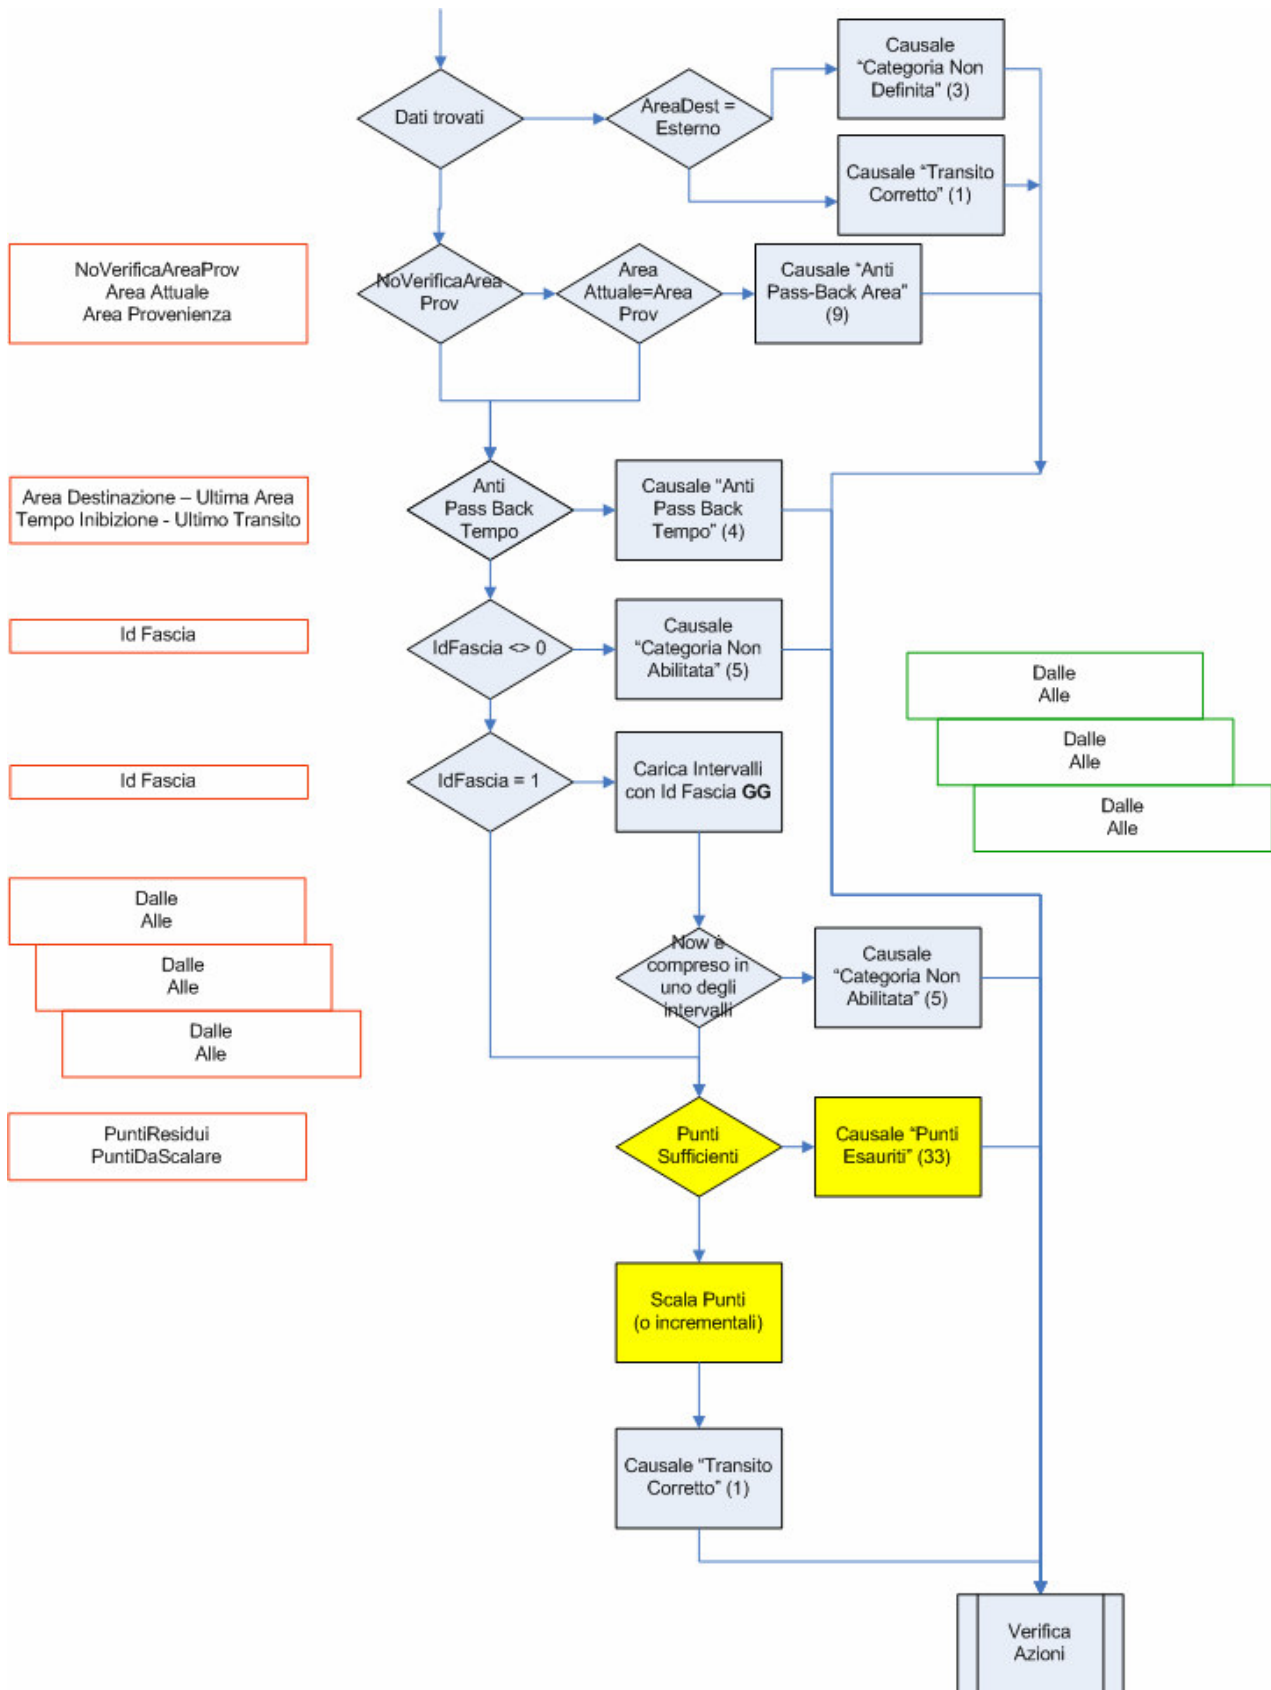 Causale
“Categoria Non
Definita” (3)
Dati trovati
AreaDest =
Esterno
Causale “Transito
Corretto” (1)
NoVerificaAreaProv
Area Attuale
Area Provenienza
NoVerificaArea
Prov
Area
Attuale=Area
Prov
Causale “Anti
Pass-Back Area”
(9)
Area Destinazione – Ultima Area
Tempo Inibizione - Ultimo Transito
Anti
Pass Back
Tempo
Causale “Anti
Pass Back
Tempo” (4)
Id Fascia
IdFascia <> 0
Causale
“Categoria Non
Abilitata” (5)
Dalle
Alle
Dalle
Alle
Dalle
Alle
Id Fascia
IdFascia = 1
Carica Intervalli
con Id Fascia GG
Dalle
Alle
Dalle
Alle
Dalle
Alle
Now è
compreso in
uno degli
intervalli
Causale
“Categoria Non
Abilitata” (5)
PuntiResidui
PuntiDaScalare
Punti
Sufficienti
Causale “Punti
Esauriti” (33)
Scala Punti
(o incrementali)
Causale “Transito
Corretto” (1)
Verifica
Azioni